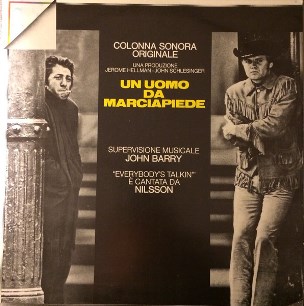 COLONNA SONORA
ORIGINALE
UNA PRODUZIONE
JEROME HELLMAN - JOHN SCHLESINGER
UN UOMO
DA
MARCIAPIEDE
SUPERVISIONE MUSICALE
JOHN BARRY
"EVERYBODY'S TALKIN'"
È CANTATA DA
NILSSON